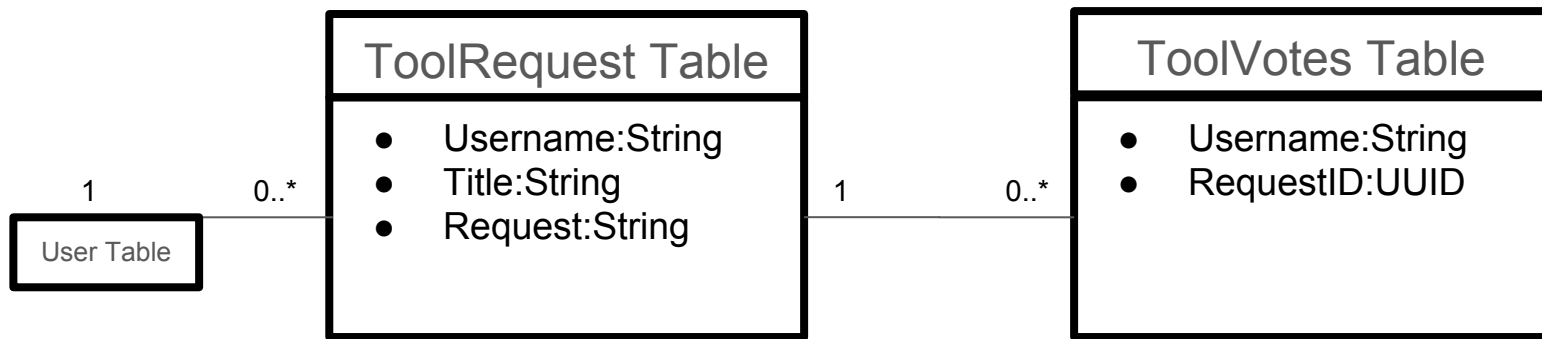 1
0..*
User Table
ToolRequest Table
● Username:String
● Title:String
● Request:String
1
0..*
ToolVotes Table
● Username:String
● RequestID:UUID